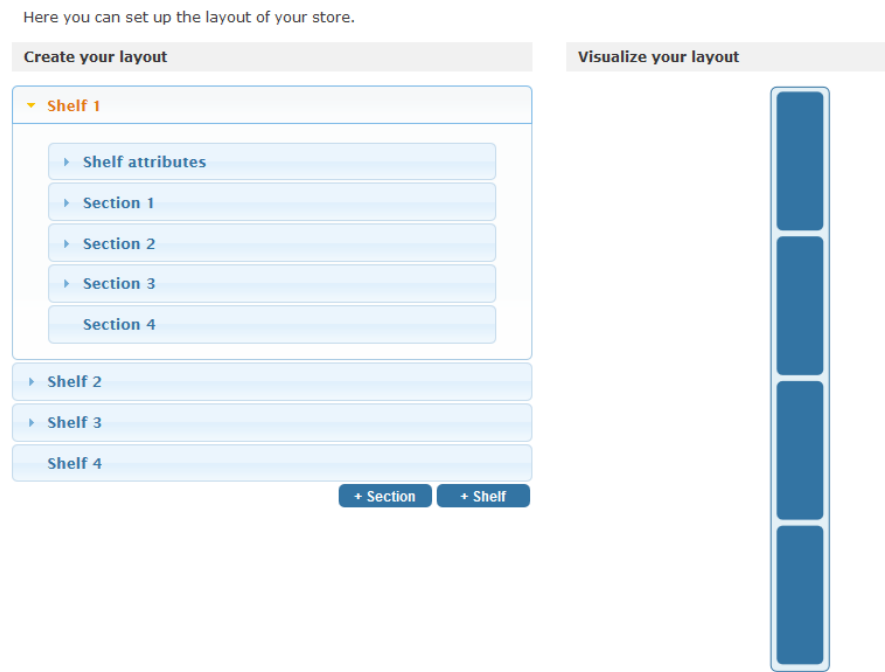 Here you can set up the layout of your store.
Create your layout
Visualize your layout
Shelf 1
Shelf attributes
Section 1
Section 2
Section 3
Section 4
Shelf 2
Shelf 3
Shelf 4
+ Section
+ Shelf